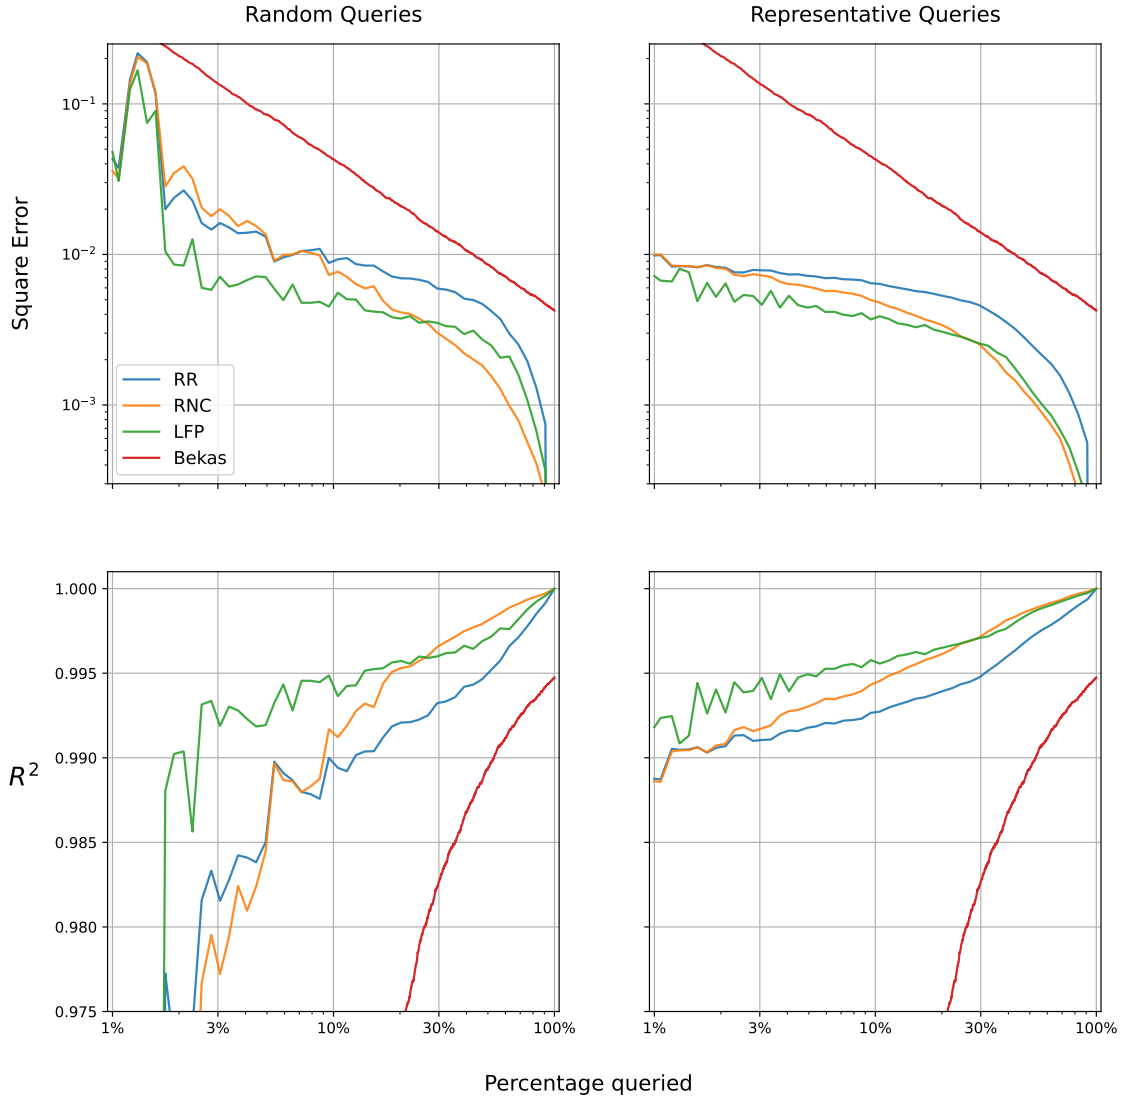 Random Queries
Representative Queries
Square Error
10⁻¹
10⁻²
10⁻³
RR
RNC
LFP
Bekas
R²
1.000
0.995
0.990
0.985
0.980
0.975
1% 3% 10% 30% 100%
1% 3% 10% 30% 100%
Percentage queried